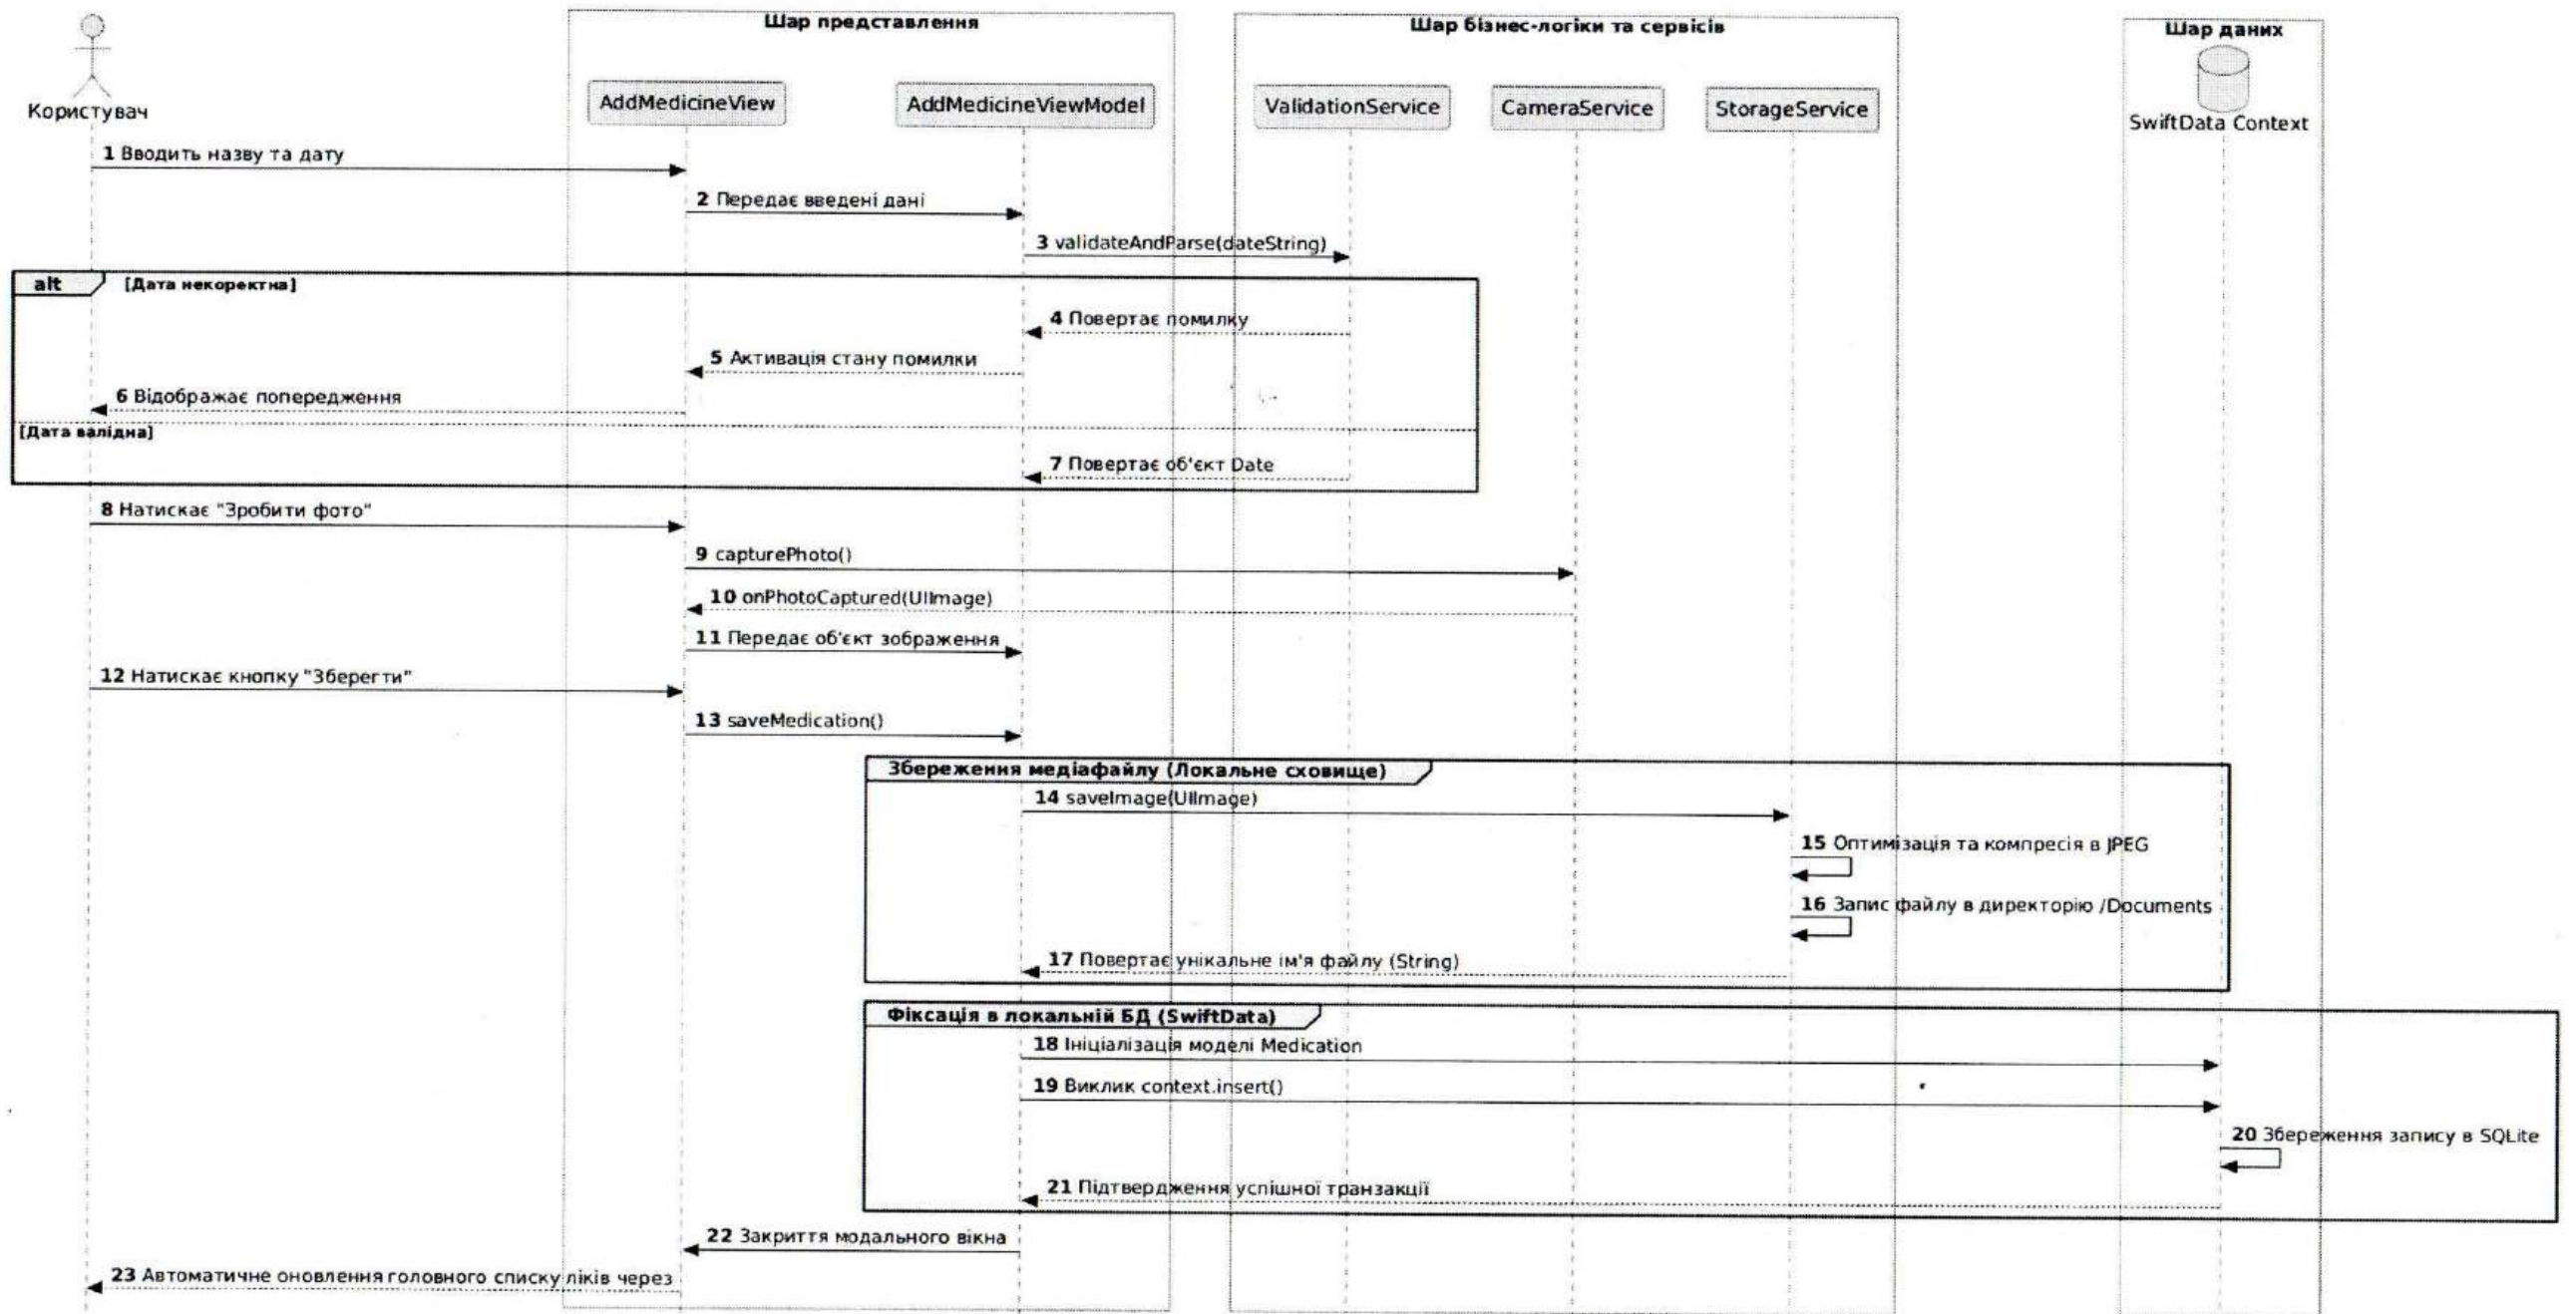 Шар представлення
Шар бізнес-логіки та сервісів
Шар даних
Користувач
AddMedicineView
AddMedicineViewModel
ValidationService
CameraService
StorageService
SwiftData Context
1 Вводить назву та дату
2 Передає введені дані
3 validateAndParse(dateString)
alt
[Дата некоректна]
4 Повертає помилку
5 Активація стану помилки
6 Відображає попередження
[Дата валідна]
7 Повертає об'єкт Date
8 Натискає "Зробити фото"
9 capturePhoto()
10 onPhotoCaptured(UIImage)
11 Передає об'єкт зображення
12 Натискає кнопку "Зберегти"
13 saveMedication()
Збереження медіафайлу (Локальне сховище)
14 saveImage(UIImage)
15 Оптимізація та компресія в JPEG
16 Запис файлу в директорію /Documents
17 Повертає унікальне ім'я файлу (String)
Фіксація в локальній БД (SwiftData)
18 Ініціалізація моделі Medication
19 Виклик context.insert()
20 Збереження запису в SQLite
21 Підтвердження успішної транзакції
22 Закриття модального вікна
23 Автоматичне оновлення головного списку ліків через